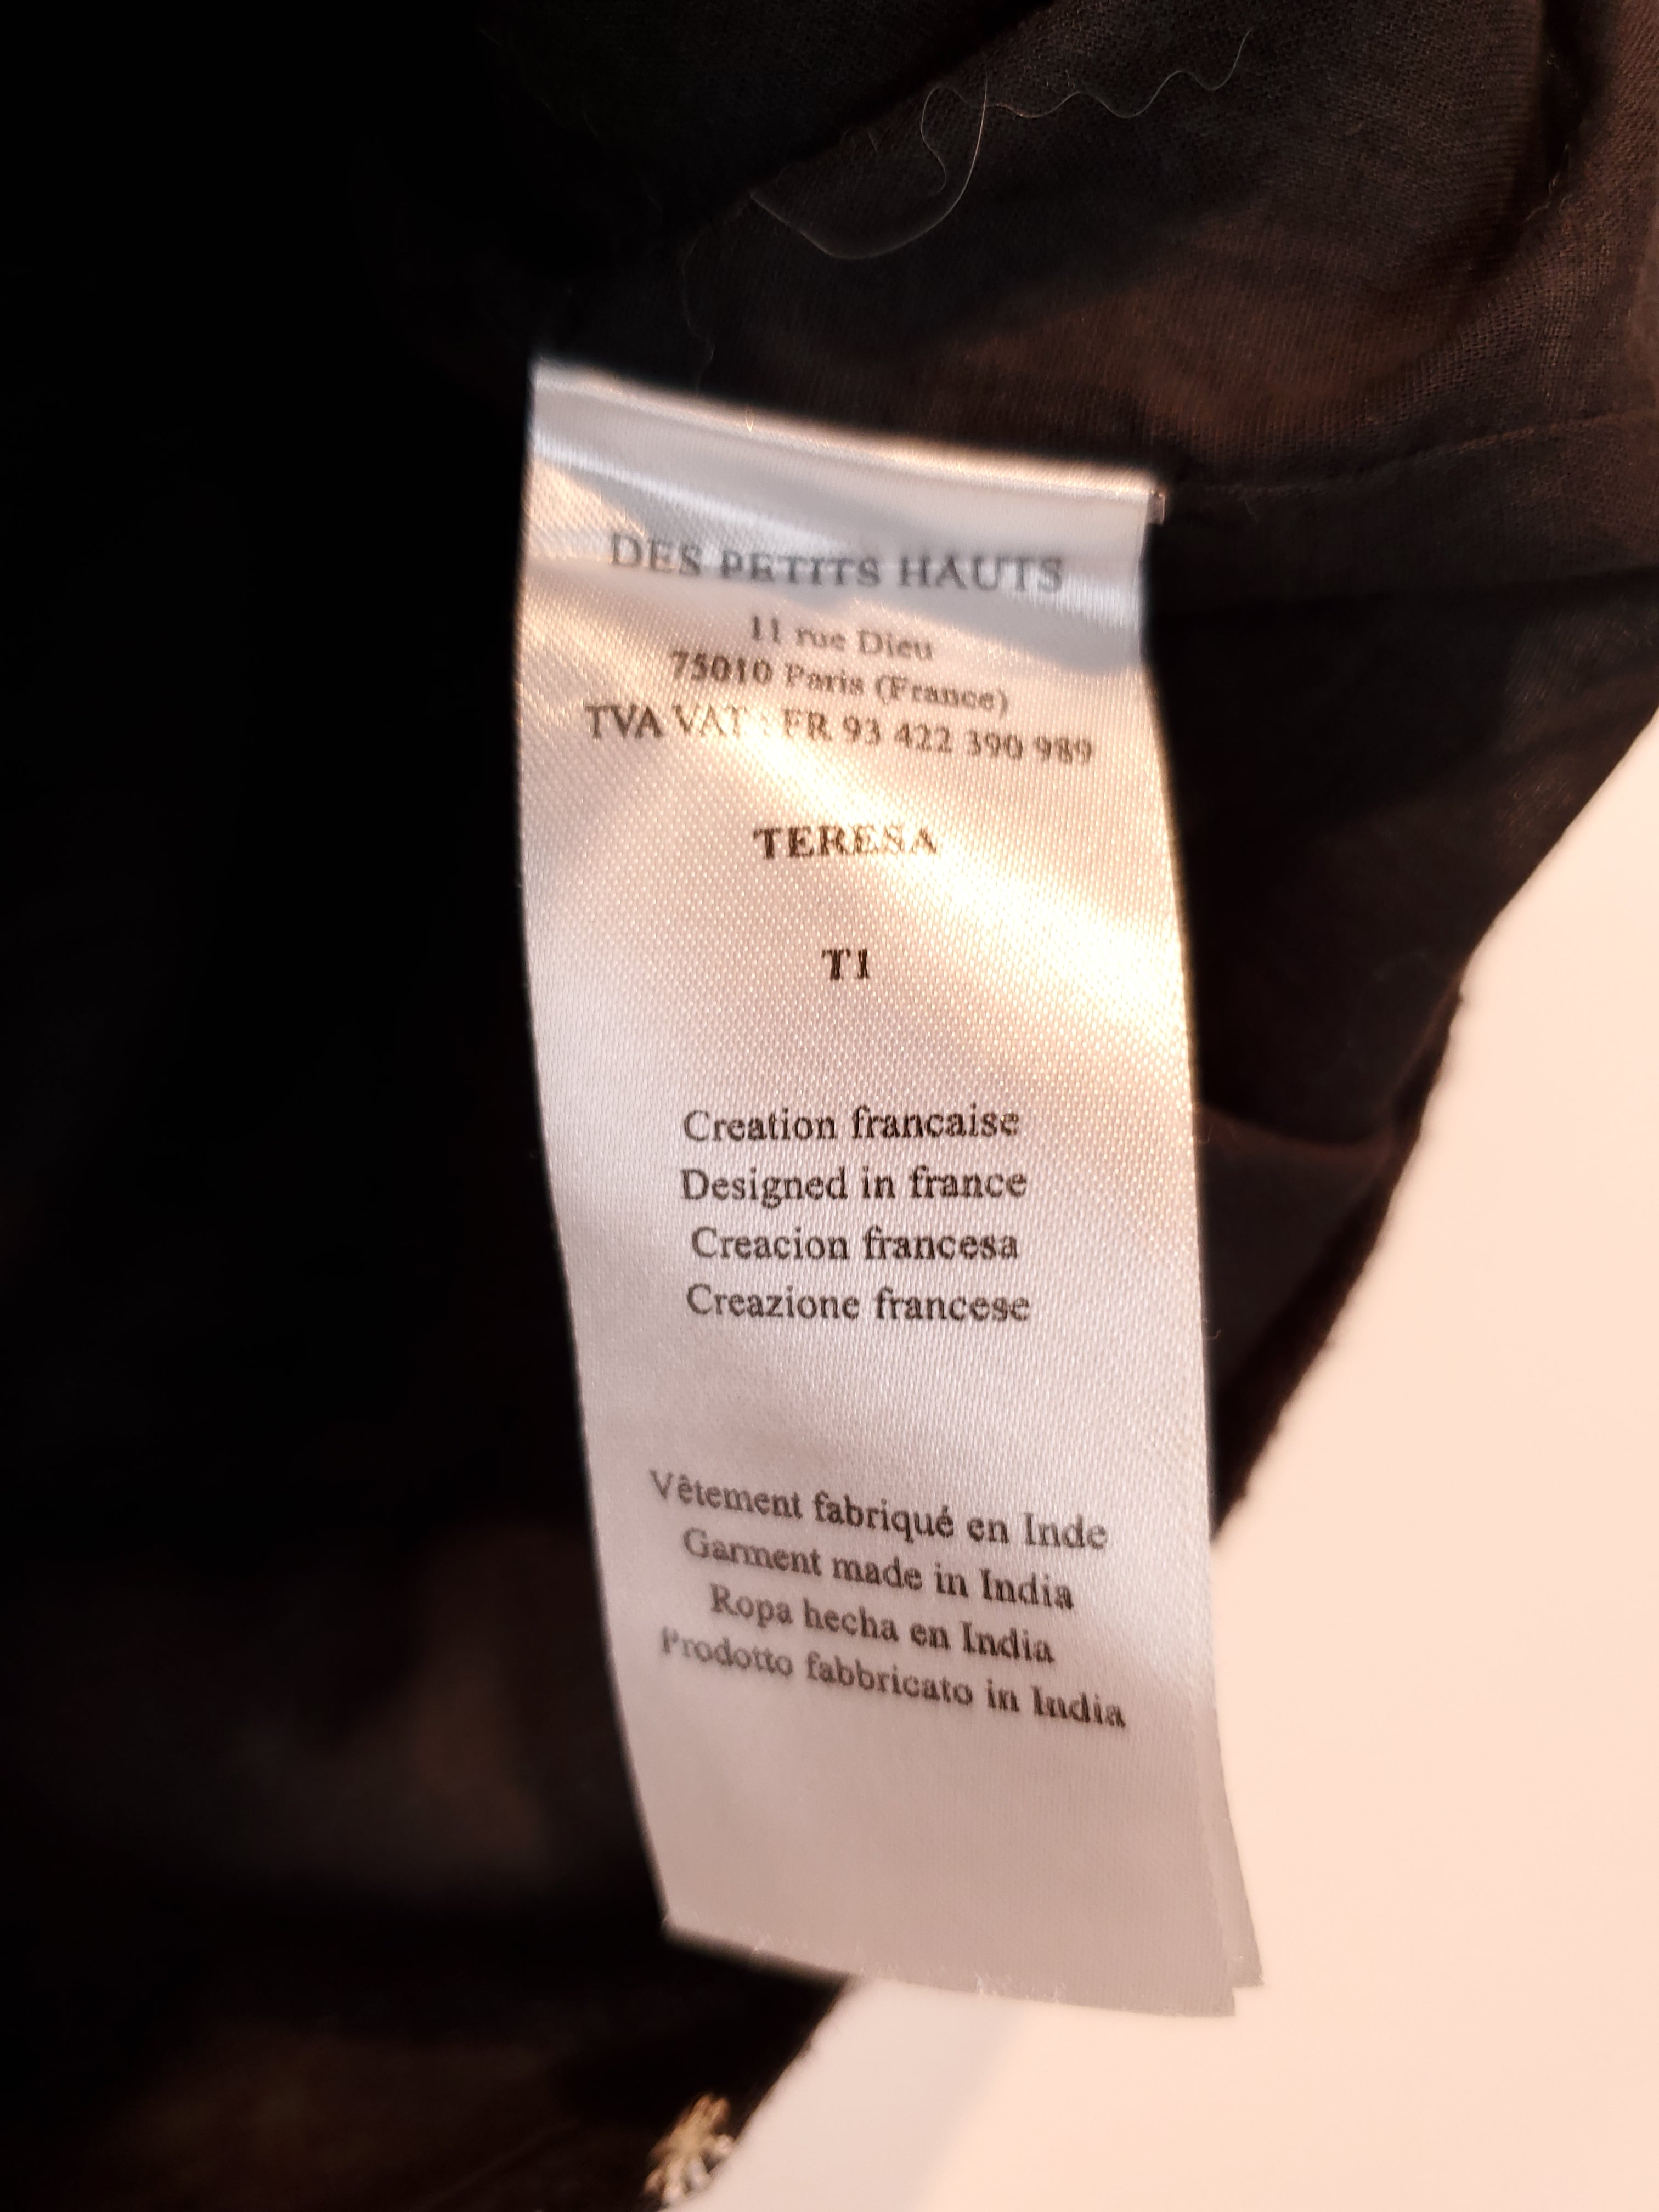 DES PETITS HAUTS
11 rue Dieu
75010 Paris (France)
TVA VAT : FR 93 422 390 989
TERESA
T1
Creation francaise
Designed in france
Creacion francesa
Creazione francese
Vêtement fabriqué en Inde
Garment made in India
Ropa hecha en India
Prodotto fabbricato in India